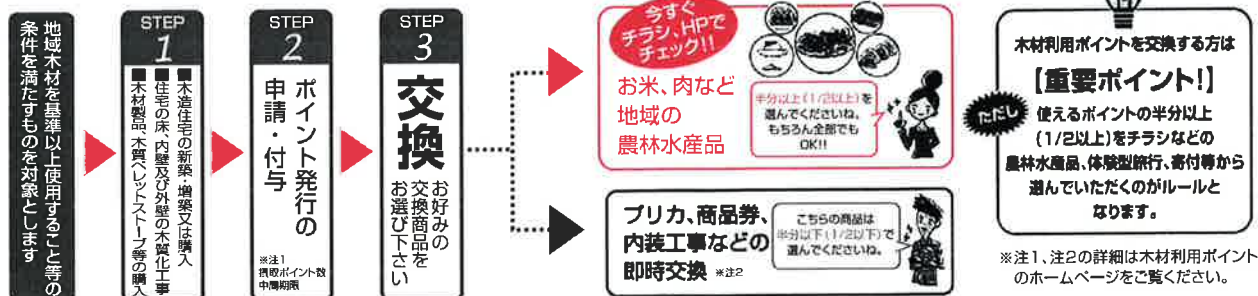 地域木材を基準以上使用すること等の
条件を満たすものを対象とします
STEP
1
■木造住宅の新築・増築又は購入
■住宅の床、内壁及び外壁の木質化工事
■木材製品、木質ペレットストーブ等の購入
STEP
2
ポイント発行の
申請・付与
※注1
獲取ポイント数
中間期限
STEP
3
交換
お好みの
交換商品を
お選び下さい
今すぐ
チラシ、HPで
チェック!!
お米、肉など
地域の
農林水産品
半分以上(1/2以上)を
選んでくださいね。
もちろん全部でも
OK!!
プリカ、商品券、
内装工事などの
即時交換 ※注2
こちらの商品は
半分以下(1/2以下)で
選んでくださいね。
木材利用ポイントを交換する方は
【重要ポイント!】
ただし
使えるポイントの半分以上
(1/2以上)をチラシなどの
農林水産品、体験型旅行、寄付等から
選んでいただくのがルールと
なります。
※注1、注2の詳細は木材利用ポイント
のホームページをご覧ください。